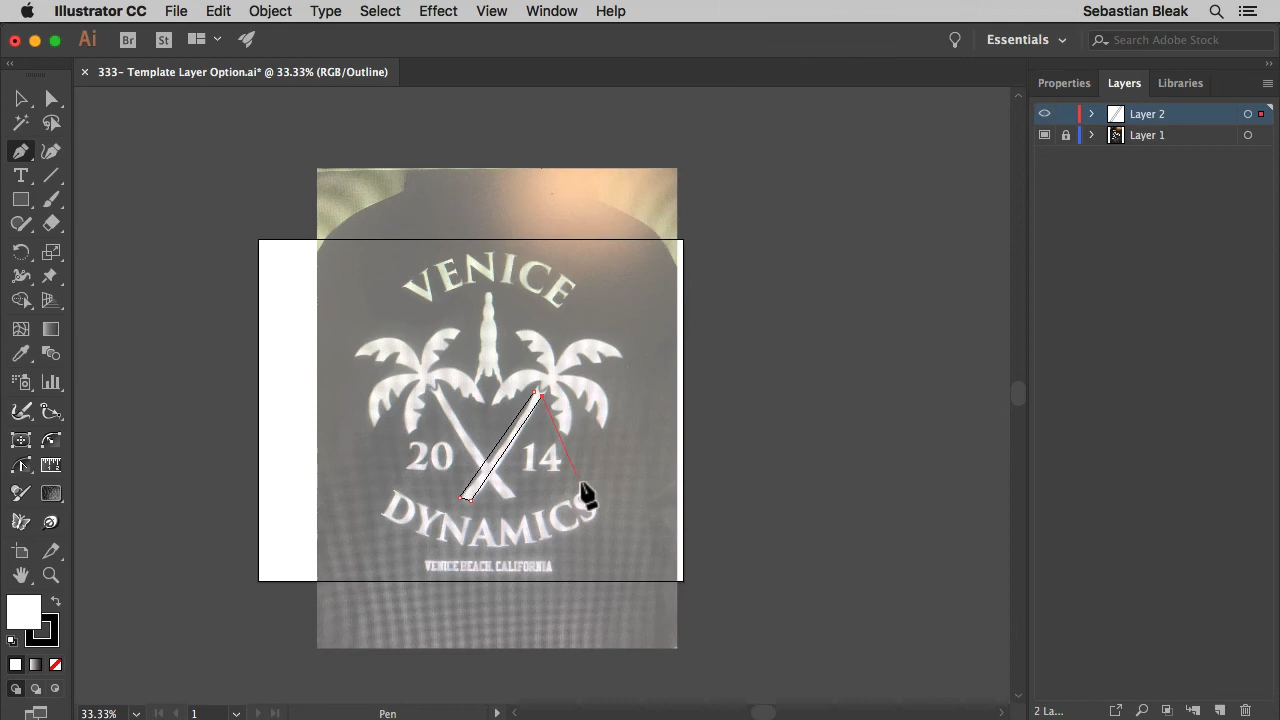 Illustrator CC File Edit Object Type Select Effect View Window Help Sebastian Bleak
Ai Br St Essentials Search Adobe Stock
× 333- Template Layer Option.ai* @ 33.33% (RGB/Outline)
Properties Layers Libraries
Layer 2
Layer 1
VENICE
20 14
DYNAMICS
VENICE BEACH, CALIFORNIA
33.33% 1 Pen 2 La...